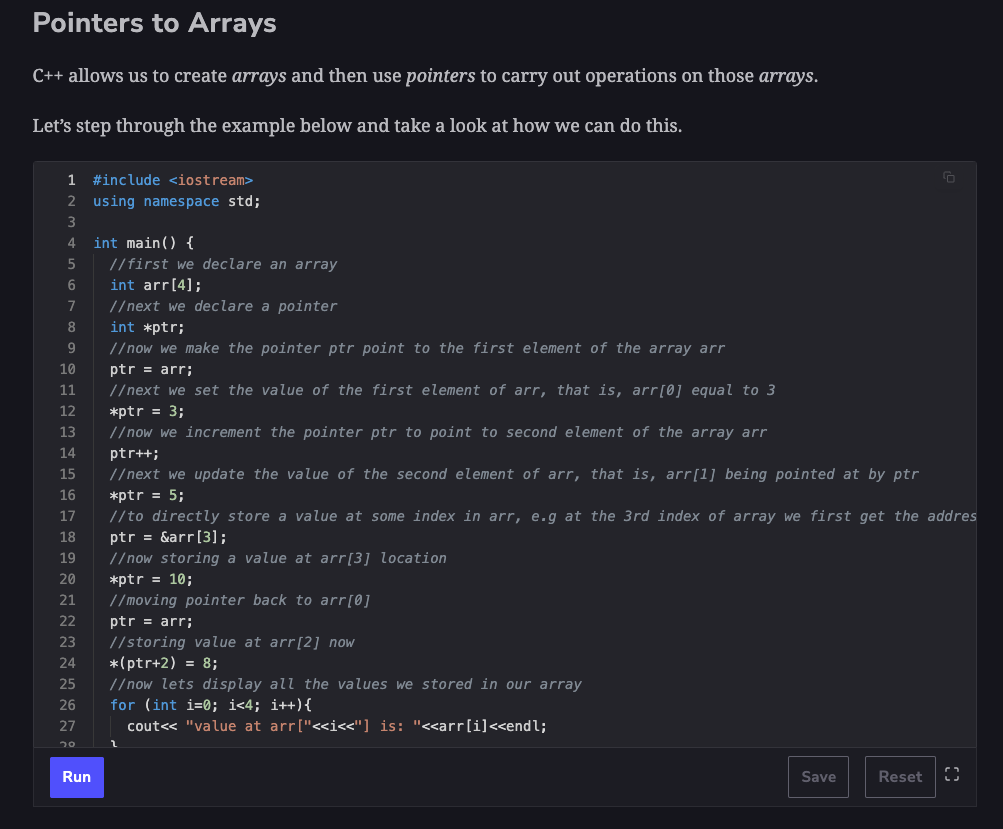 Pointers to Arrays
C++ allows us to create arrays and then use pointers to carry out operations on those arrays.
Let's step through the example below and take a look at how we can do this.
1 #include <iostream>
2 using namespace std;
3
4 int main() {
5 //first we declare an array
6 int arr[4];
7 //next we declare a pointer
8 int *ptr;
9 //now we make the pointer ptr point to the first element of the array arr
10 ptr = arr;
11 //next we set the value of the first element of arr, that is, arr[0] equal to 3
12 *ptr = 3;
13 //now we increment the pointer ptr to point to second element of the array arr
14 ptr++;
15 //next we update the value of the second element of arr, that is, arr[1] being pointed at by ptr
16 *ptr = 5;
17 //to directly store a value at some index in arr, e.g at the 3rd index of array we first get the addres
18 ptr = &arr[3];
19 //now storing a value at arr[3] location
20 *ptr = 10;
21 //moving pointer back to arr[0]
22 ptr = arr;
23 //storing value at arr[2] now
24 *(ptr+2) = 8;
25 //now lets display all the values we stored in our array
26 for (int i=0; i<4; i++){
27 cout<< "value at arr["<<i<<"] is: "<<arr[i]<<endl;
28 }
Run
Save
Reset